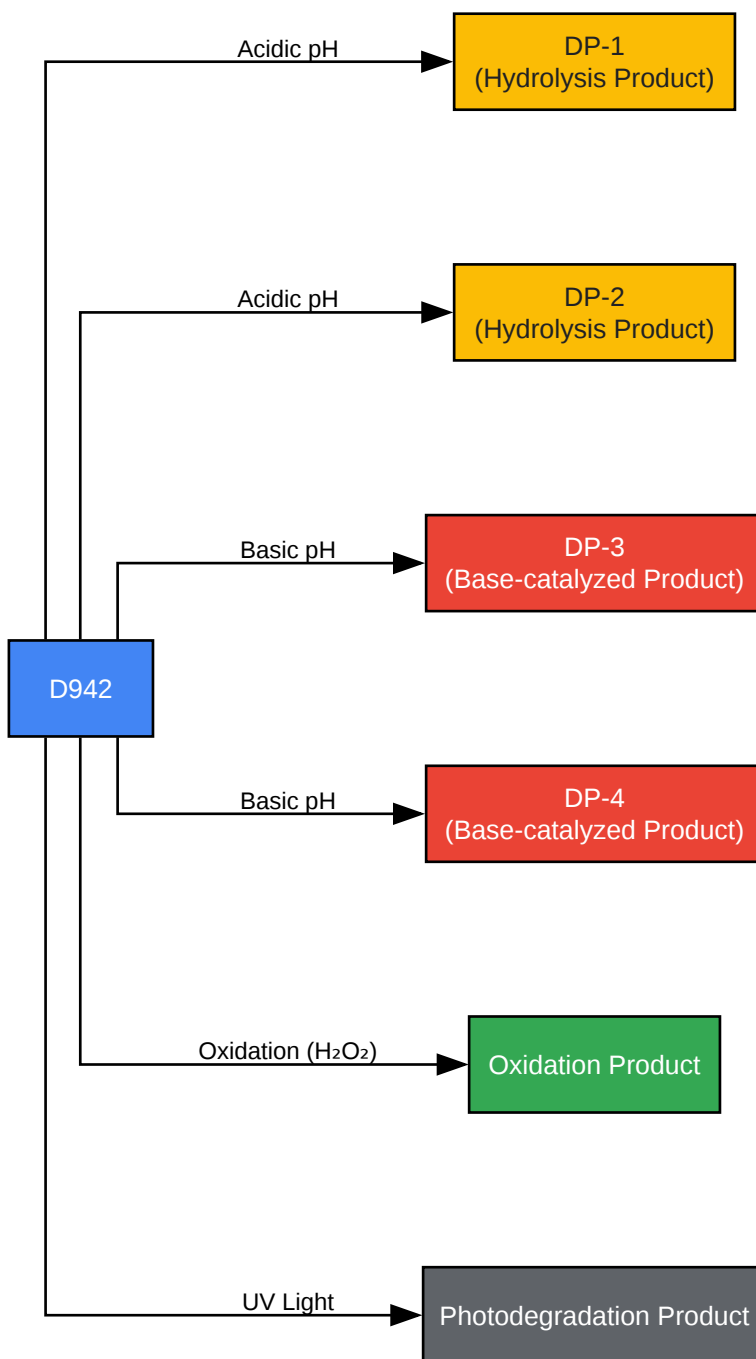 Acidic pH
DP-1
(Hydrolysis Product)
Acidic pH
DP-2
(Hydrolysis Product)
Basic pH
DP-3
(Base-catalyzed Product)
D942
Basic pH
DP-4
(Base-catalyzed Product)
Oxidation (H₂O₂)
Oxidation Product
UV Light
Photodegradation Product